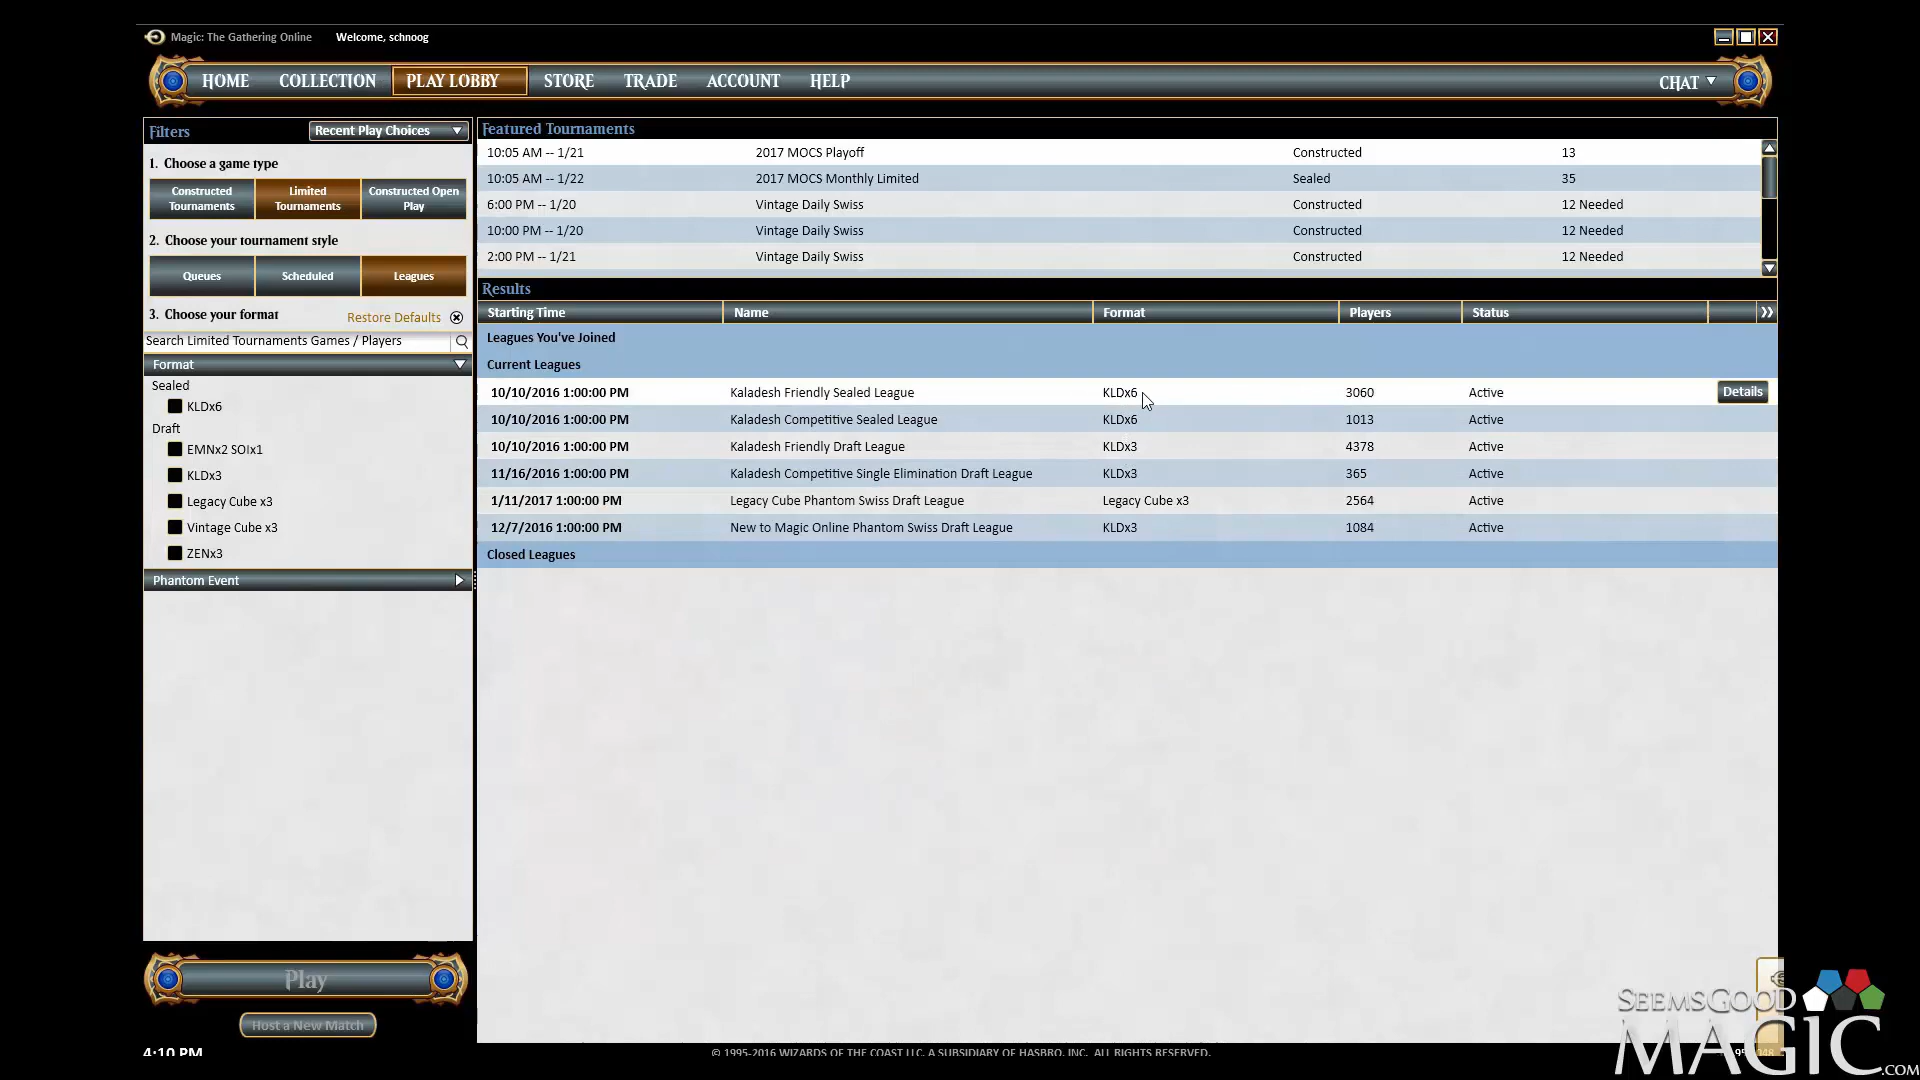 Magic: The Gathering Online Welcome, schnoog
HOME COLLECTION PLAY LOBBY STORE TRADE ACCOUNT HELP CHAT
Filters Recent Play Choices
1. Choose a game type
Constructed Tournaments
Limited Tournaments
Constructed Open Play
2. Choose your tournament style
Queues Scheduled Leagues
3. Choose your format Restore Defaults
Search Limited Tournaments Games / Players
Format
Sealed
KLDx6
Draft
EMNx2 SOIx1
KLDx3
Legacy Cube x3
Vintage Cube x3
ZENx3
Phantom Event
Play
Host a New Match
4:10 PM
Featured Tournaments
10:05 AM -- 1/21 2017 MOCS Playoff Constructed 13
10:05 AM -- 1/22 2017 MOCS Monthly Limited Sealed 35
6:00 PM -- 1/20 Vintage Daily Swiss Constructed 12 Needed
10:00 PM -- 1/20 Vintage Daily Swiss Constructed 12 Needed
2:00 PM -- 1/21 Vintage Daily Swiss Constructed 12 Needed
Results
Starting Time Name Format Players Status
Leagues You've Joined
Current Leagues
10/10/2016 1:00:00 PM Kaladesh Friendly Sealed League KLDx6 3060 Active Details
10/10/2016 1:00:00 PM Kaladesh Competitive Sealed League KLDx6 1013 Active
10/10/2016 1:00:00 PM Kaladesh Friendly Draft League KLDx3 4378 Active
11/16/2016 1:00:00 PM Kaladesh Competitive Single Elimination Draft League KLDx3 365 Active
1/11/2017 1:00:00 PM Legacy Cube Phantom Swiss Draft League Legacy Cube x3 2564 Active
12/7/2016 1:00:00 PM New to Magic Online Phantom Swiss Draft League KLDx3 1084 Active
Closed Leagues
© 1995-2016 WIZARDS OF THE COAST LLC, A SUBSIDIARY OF HASBRO, INC. ALL RIGHTS RESERVED.
SEEMSGOOD
MAGIC.COM